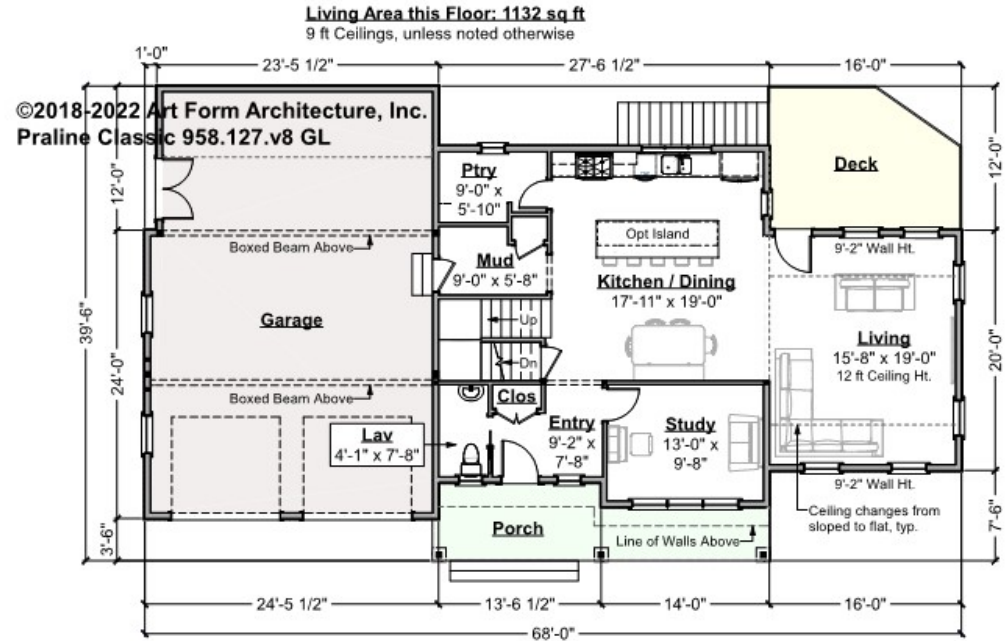 Living Area this Floor: 1132 sq ft
9 ft Ceilings, unless noted otherwise
1'-0"
23'-5 1/2"
27'-6 1/2"
16'-0"
©2018-2022 Art Form Architecture, Inc.
Praline Classic 958.127.v8 GL
12'-0"
39'-6"
24'-0"
3'-6"
Ptry
9'-0" x
5'-10"
Deck
12'-0"
Boxed Beam Above
Mud
9'-0" x 5'-8"
Opt Island
Kitchen / Dining
17'-11" x 19'-0"
9'-2" Wall Ht.
Garage
Up
Dn
Living
15'-8" x 19'-0"
12 ft Ceiling Ht.
20'-0"
Boxed Beam Above
Clos
Lav
4'-1" x 7'-8"
Entry
9'-2" x
7'-8"
Study
13'-0" x
9'-8"
9'-2" Wall Ht.
Ceiling changes from
sloped to flat, typ.
7'-6"
Porch
Line of Walls Above
24'-5 1/2"
13'-6 1/2"
14'-0"
16'-0"
68'-0"